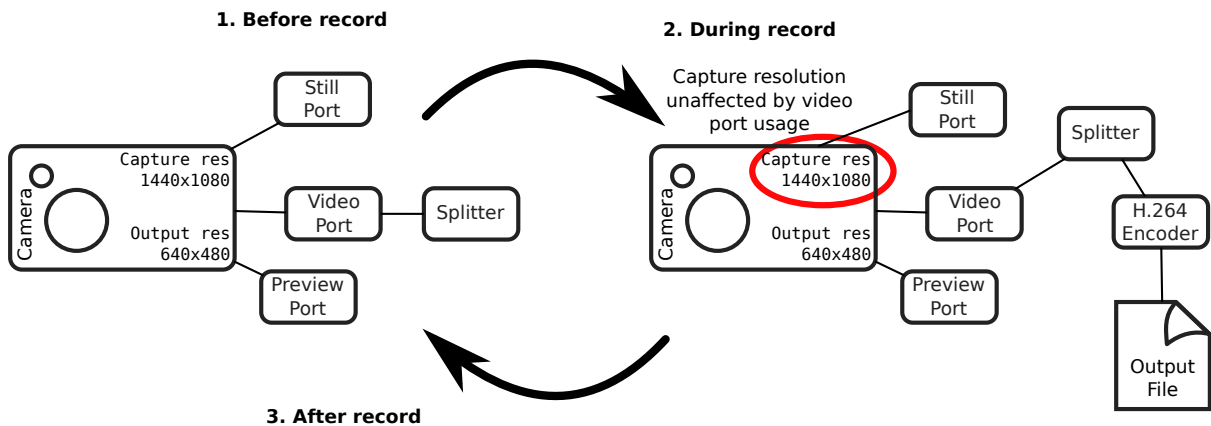 1. Before record
Still
Port
Camera
Capture res
1440x1080
Output res
640x480
Video
Port
Splitter
Preview
Port
2. During record
Capture resolution
unaffected by video
port usage
Still
Port
Camera
Capture res
1440x1080
Output res
640x480
Video
Port
Splitter
H.264
Encoder
Preview
Port
Output
File
3. After record